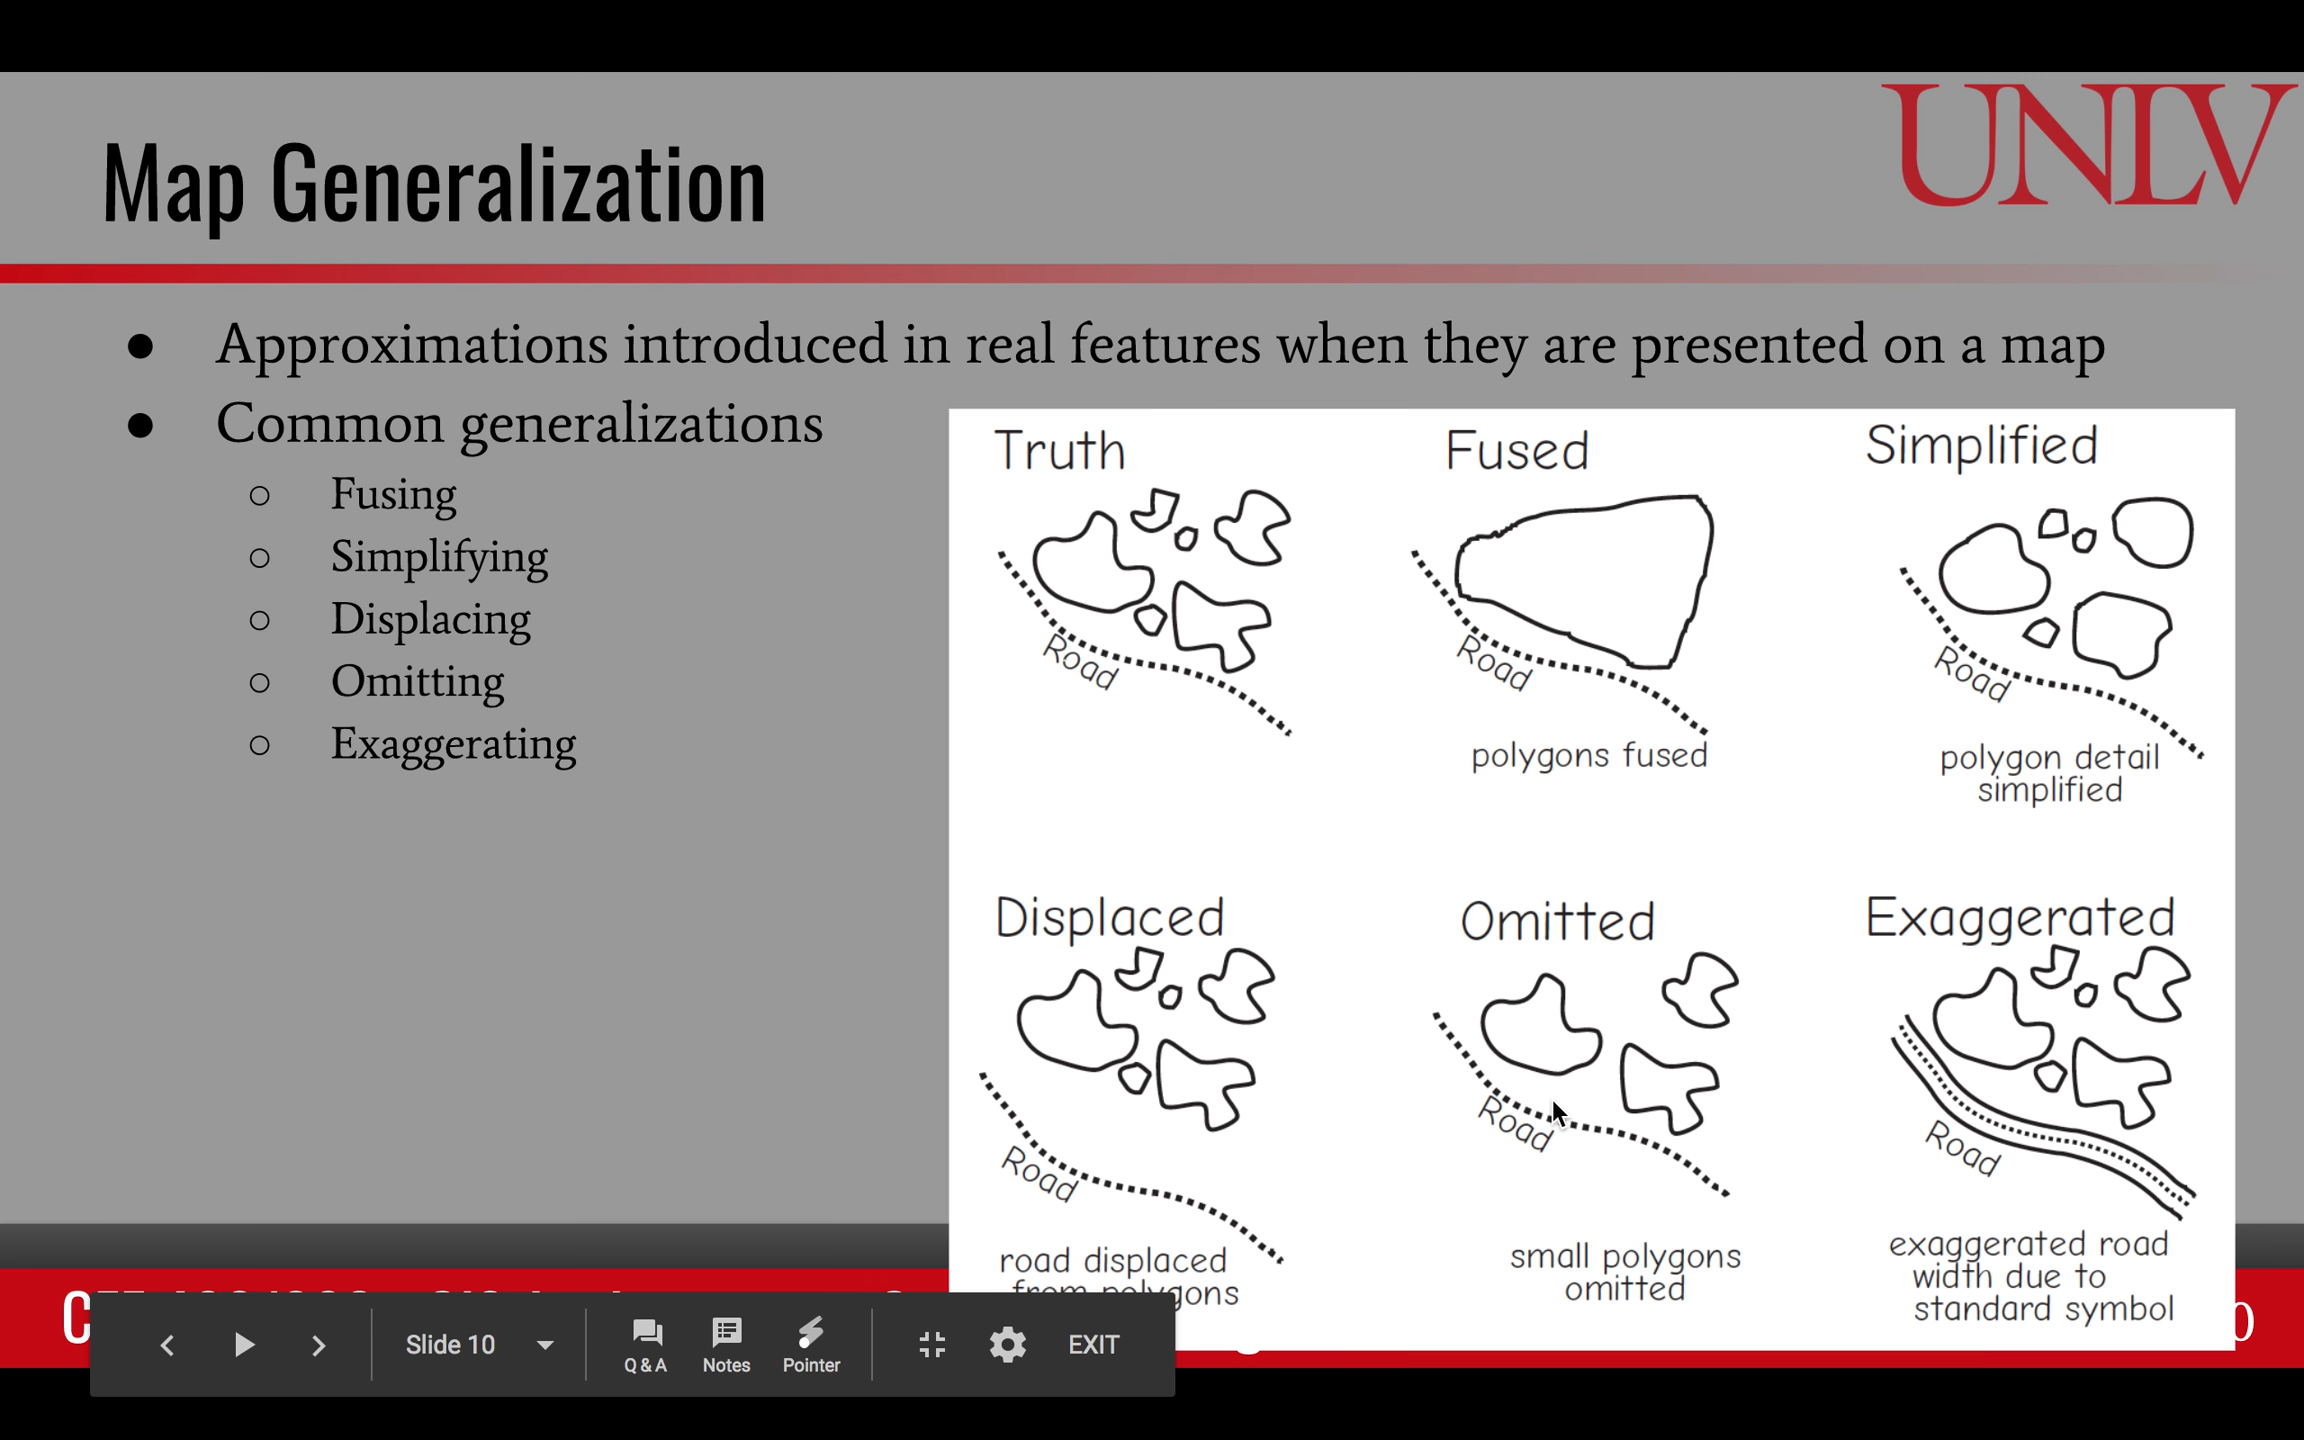 UNLV
Map Generalization
● Approximations introduced in real features when they are presented on a map
● Common generalizations
○ Fusing
○ Simplifying
○ Displacing
○ Omitting
○ Exaggerating
Truth
Road
Fused
Road
polygons fused
Simplified
Road
polygon detail
simplified
Displaced
Road
road displaced
from polygons
Omitted
Road
small polygons
omitted
Exaggerated
Road
exaggerated road
width due to
standard symbol
Slide 10
Q & A
Notes
Pointer
EXIT